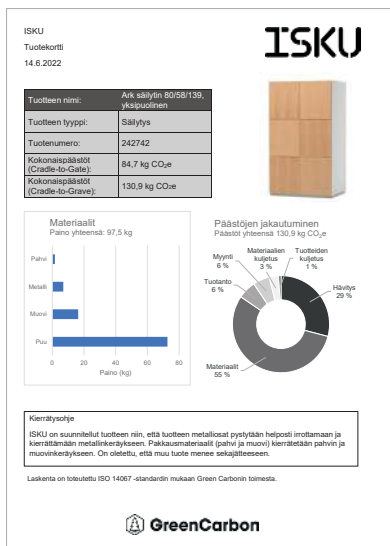 ISKU
ISKU
Tuotekortti
14.6.2022
Tuotteen nimi: Ark säilytin 80/58/139, yksipuolinen
Tuotteen tyyppi: Säilytys
Tuotenumero: 242742
Kokonaispäästöt (Cradle-to-Gate): 84,7 kg CO₂e
Kokonaispäästöt (Cradle-to-Grave): 130,9 kg CO₂e
Materiaalit
Paino yhteensä: 97,5 kg
Pahvi
Metalli
Muovi
Puu
0 20 40 60 80
Paino (kg)
Päästöjen jakautuminen
Päästöt yhteensä 130,9 kg CO₂e
Myynti
6 %
Materiaalien
kuljetus
3 %
Tuotteiden
kuljetus
1 %
Tuotanto
6 %
Hävitys
29 %
Materiaalit
55 %
Kierrätysohje
ISKU on suunnitellut tuotteen niin, että tuotteen metalliosat pystytään helposti irrottamaan ja
kierrättämään metallinkeräykseen. Pakkausmateriaalit (pahvi ja muovi) kierrätetään pahvin ja
muovinkeräykseen. On oletettu, että muu tuote menee sekajätteeseen.
Laskenta on toteutettu ISO 14067 -standardin mukaan Green Carbonin toimesta.
GreenCarbon